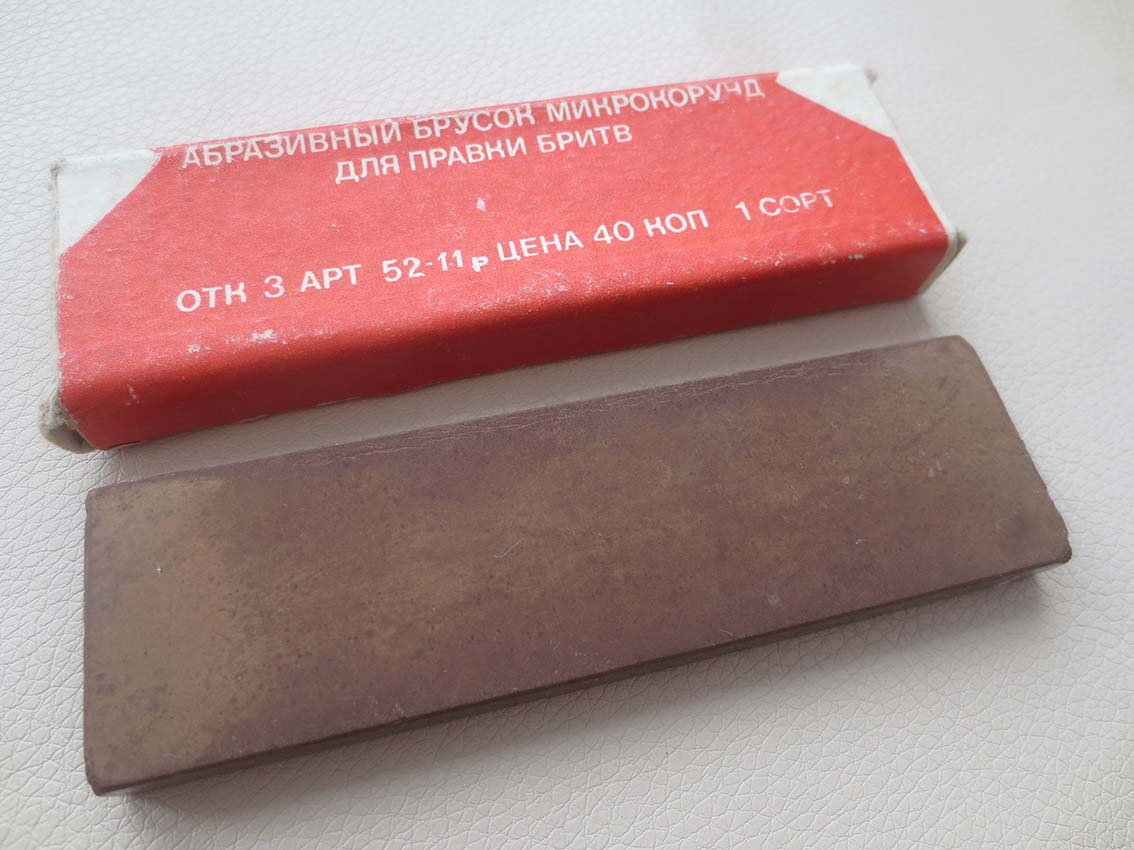 АБРАЗИВНЫЙ БРУСОК МИКРОКОРУНД
ДЛЯ ПРАВКИ БРИТВ
ОТК 3 АРТ 52-11р ЦЕНА 40 КОП 1 СОРТ